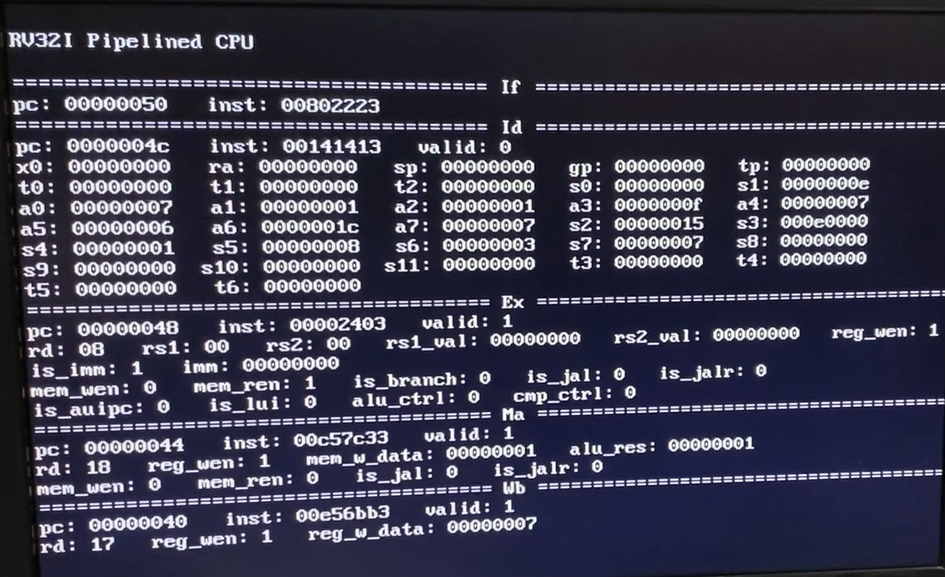 RV32I Pipelined CPU
===================================== If ================================
pc: 00000050 inst: 00802223
===================================== Id ================================
pc: 0000004c inst: 00141413 valid: 0
x0: 00000000 ra: 00000000 sp: 00000000 gp: 00000000 tp: 00000000
t0: 00000000 t1: 00000000 t2: 00000000 s0: 00000000 s1: 0000000e
a0: 00000007 a1: 00000001 a2: 00000001 a3: 0000000f a4: 00000007
a5: 00000006 a6: 0000001c a7: 00000007 s2: 00000015 s3: 000e0000
s4: 00000001 s5: 00000008 s6: 00000003 s7: 00000007 s8: 00000000
s9: 00000000 s10: 00000000 s11: 00000000 t3: 00000000 t4: 00000000
t5: 00000000 t6: 00000000
===================================== Ex ================================
pc: 00000048 inst: 00002403 valid: 1
rd: 08 rs1: 00 rs2: 00 rs1_val: 00000000 rs2_val: 00000000 reg_wen: 1
is_imm: 1 imm: 00000000
mem_wen: 0 mem_ren: 1 is_branch: 0 is_jal: 0 is_jalr: 0
is_auipc: 0 is_lui: 0 alu_ctrl: 0 cmp_ctrl: 0
===================================== Ma ================================
pc: 00000044 inst: 00c57c33 valid: 1
rd: 18 reg_wen: 1 mem_w_data: 00000001 alu_res: 00000001
mem_wen: 0 mem_ren: 0 is_jal: 0 is_jalr: 0
===================================== Wb ================================
pc: 00000040 inst: 00e56bb3 valid: 1
rd: 17 reg_wen: 1 reg_w_data: 00000007